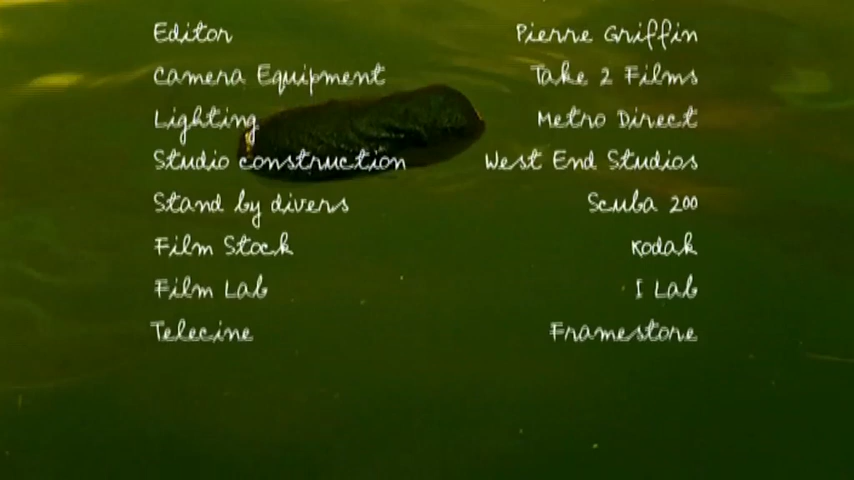 Editor Pierre Griffin
Camera Equipment Take 2 Films
Lighting Metro Direct
Studio construction West End Studios
Stand by divers Scuba 200
Film Stock Kodak
Film Lab I Lab
Telecine Framestore